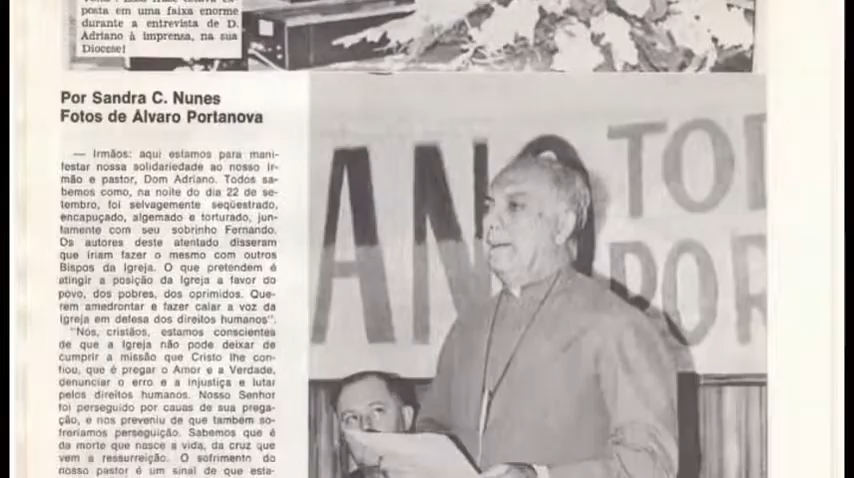 posta em uma faixa enorme
durante a entrevista de D.
Adriano à imprensa, na sua
Diocese!
Por Sandra C. Nunes
Fotos de Álvaro Portanova
— Irmãos: aqui estamos para mani-
festar nossa solidariedade ao nosso ir-
mão e pastor, Dom Adriano. Todos sa-
bemos como, na noite do dia 22 de se-
tembro, foi selvagemente seqüestrado,
encapuçado, algemado e torturado, jun-
tamente com seu sobrinho Fernando.
Os autores deste atentado disseram
que iriam fazer o mesmo com outros
Bispos da Igreja. O que pretendem é
atingir a posição da Igreja a favor do
povo, dos pobres, dos oprimidos. Que-
rem amedrontar e fazer calar a voz da
Igreja em defesa dos direitos humanos".
"Nós, cristãos, estamos conscientes
de que a Igreja não pode deixar de
cumprir a missão que Cristo lhe con-
fiou, que é pregar o Amor e a Verdade,
denunciar o erro e a injustiça e lutar
pelos direitos humanos. Nosso Senhor
foi perseguido por cauas de sua prega-
ção, e nos preveniu de que também so-
freríamos perseguição. Sabemos que é
da morte que nasce a vida, da cruz que
vem a ressurreição. O sofrimento do
nosso pastor é um sinal de que esta-
AN TOD
POR